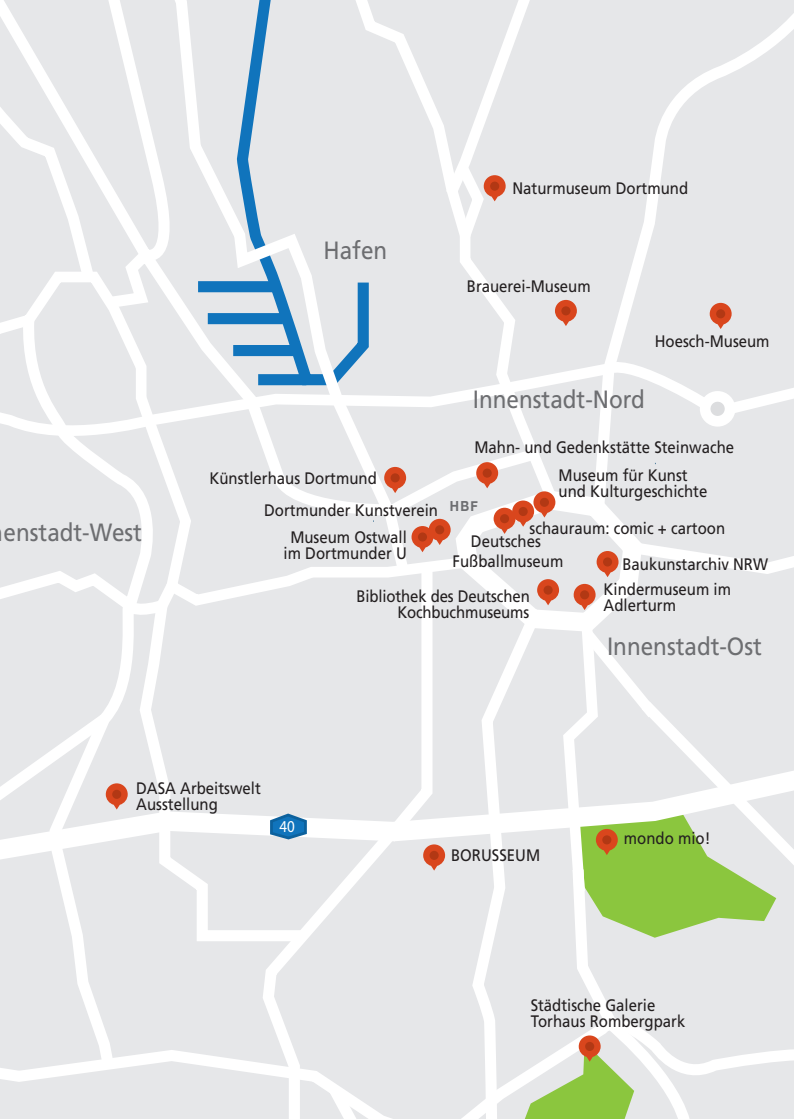 Naturmuseum Dortmund
Hafen
Brauerei-Museum
Hoesch-Museum
Innenstadt-Nord
Mahn- und Gedenkstätte Steinwache
Künstlerhaus Dortmund
Museum für Kunst
und Kulturgeschichte
Dortmunder Kunstverein
HBF
schauraum: comic + cartoon
Museum Ostwall
im Dortmunder U
Deutsches
Fußballmuseum
enstadt-West
Baukunstarchiv NRW
Bibliothek des Deutschen
Kochbuchmuseums
Kindermuseum im
Adlerturm
Innenstadt-Ost
DASA Arbeitswelt
Ausstellung
40
mondo mio!
BORUSSEUM
Städtische Galerie
Torhaus Rombergpark